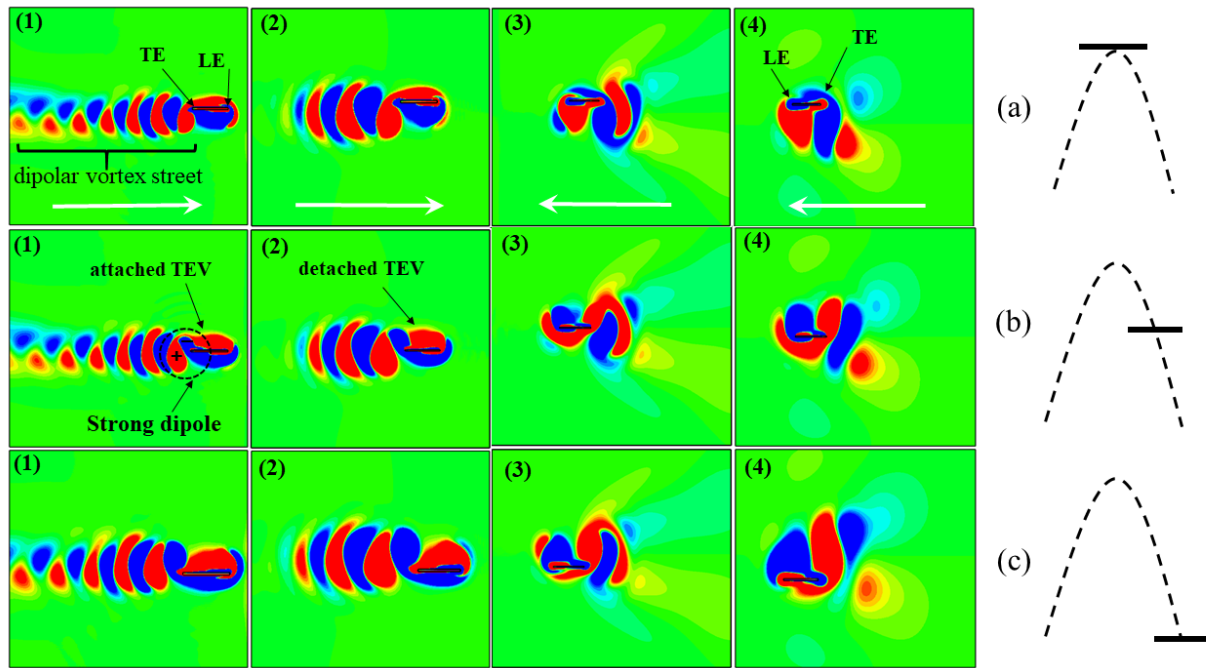 (1) (2) (3) (4)
TE LE LE TE (a)
dipolar vortex street
(1) (2) (3) (4)
attached TEV detached TEV
(b)
+
Strong dipole
(1) (2) (3) (4)
(c)